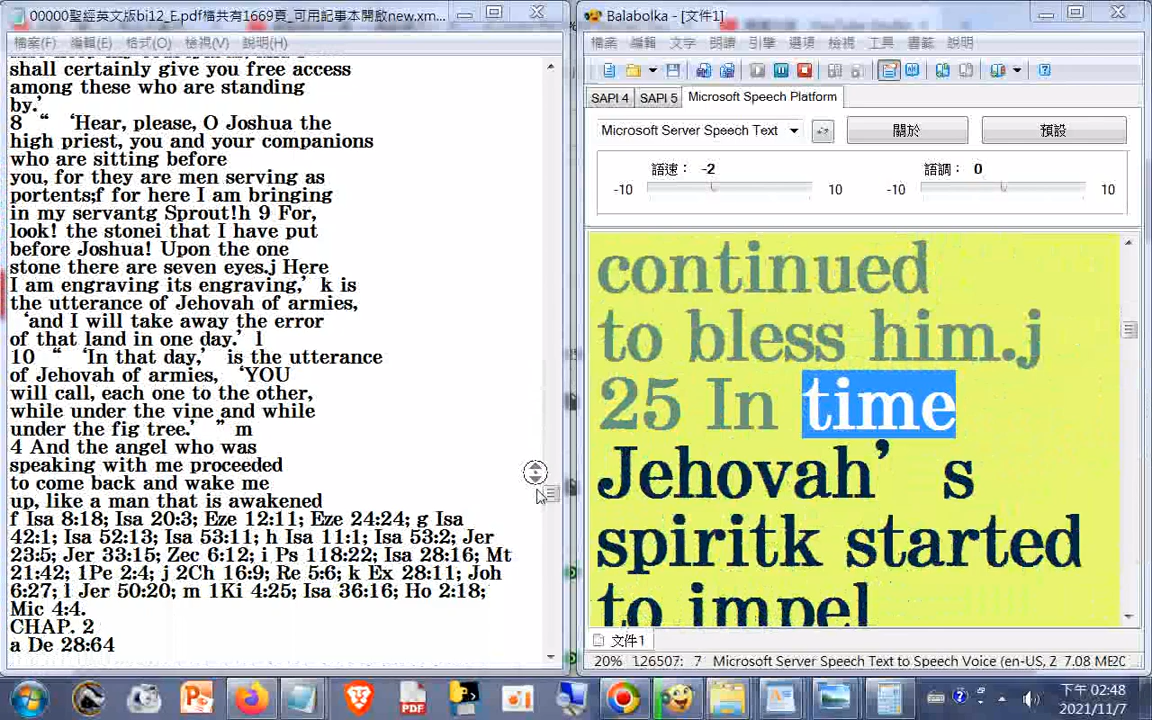 00000聖經英文版bi12_E.pdf檔共有1669頁_可用記事本開啟new.xm...
檔案(F) 編輯(E) 格式(O) 檢視(V) 說明(H)
shall certainly give you free access
among these who are standing
by.’
8 “ ‘Hear, please, O Joshua the
high priest, you and your companions
who are sitting before
you, for they are men serving as
portents;f for here I am bringing
in my servantg Sprout!h 9 For,
look! the stonei that I have put
before Joshua! Upon the one
stone there are seven eyes.j Here
I am engraving its engraving,’ k is
the utterance of Jehovah of armies,
‘and I will take away the error
of that land in one day.’ l
10 “ ‘In that day,’ is the utterance
of Jehovah of armies, ‘YOU
will call, each one to the other,
while under the vine and while
under the fig tree.’ ” m
4 And the angel who was
speaking with me proceeded
to come back and wake me
up, like a man that is awakened
f Isa 8:18; Isa 20:3; Eze 12:11; Eze 24:24; g Isa
42:1; Isa 52:13; Isa 53:11; h Isa 11:1; Isa 53:2; Jer
23:5; Jer 33:15; Zec 6:12; i Ps 118:22; Isa 28:16; Mt
21:42; 1Pe 2:4; j 2Ch 16:9; Re 5:6; k Ex 28:11; Joh
6:27; l Jer 50:20; m 1Ki 4:25; Isa 36:16; Ho 2:18;
Mic 4:4.
CHAP. 2
a De 28:64
Balabolka - [文件1]
檔案 編輯 文字 朗讀 引擎 選項 檢視 工具 書籤 說明
SAPI 4 SAPI 5 Microsoft Speech Platform
Microsoft Server Speech Text 關於 預設
語速： -2 語調： 0
-10 10 -10 10
continued
to bless him.j
25 In time
Jehovah’ s
spiritk started
to impel
文件1
20% 126507: 7 Microsoft Server Speech Text to Speech Voice (en-US, Z 7.08 ME
下午 02:48
2021/11/7